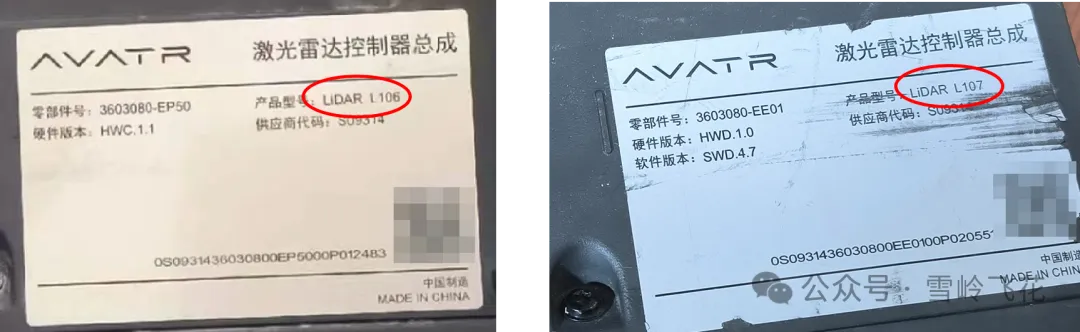 AVATR 激光雷达控制器总成
零部件号：3603080-EP50 产品型号：LiDAR L106
硬件版本：HWC.1.1 供应商代码：S09314
0S0931436030800EP5000P012483
中国制造
MADE IN CHINA
AVATR 激光雷达控制器总成
零部件号：3603080-EE01 产品型号：LiDAR L107
硬件版本：HWD.1.0 供应商代码：S09314
软件版本：SWD.4.7
0S0931436030800EE0100P020551
中国制造
MADE IN CHINA
公众号·雪岭飞花